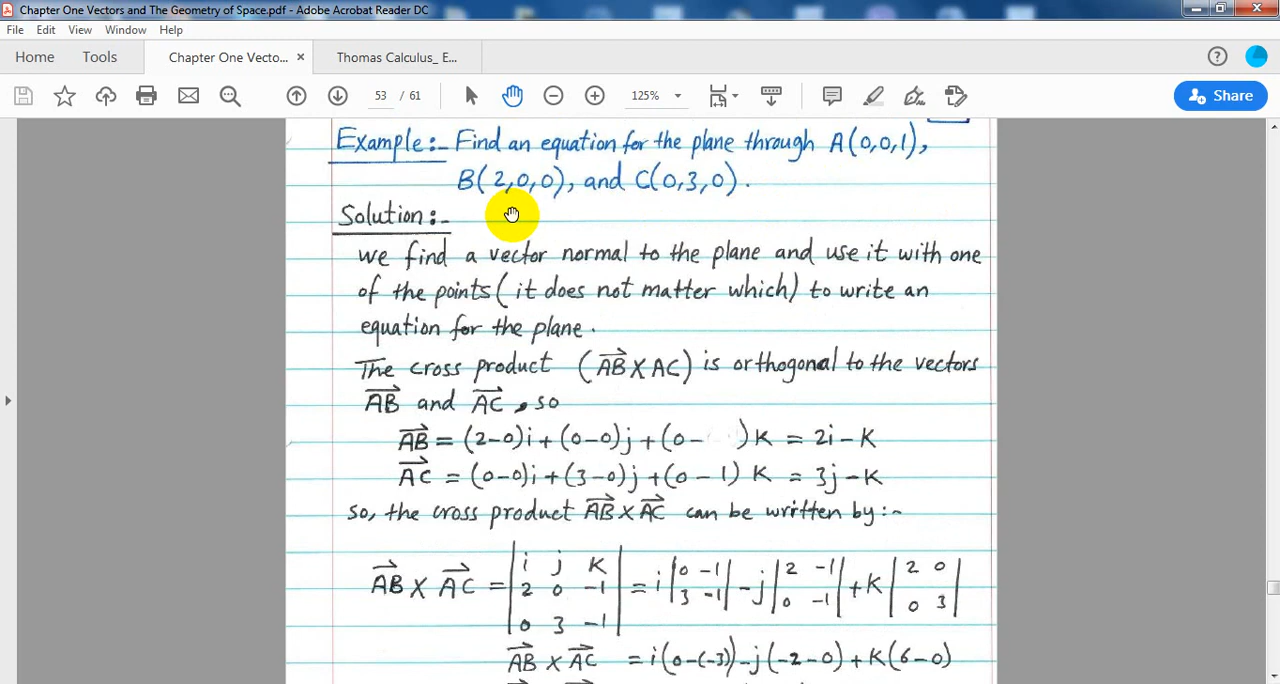 Chapter One Vectors and The Geometry of Space.pdf - Adobe Acrobat Reader DC
File Edit View Window Help
Home Tools Chapter One Vecto... × Thomas Calculus_ E...
53 / 61 125% Share
Example:- Find an equation for the plane through A(0,0,1),
B(2,0,0), and C(0,3,0).
Solution:-
we find a vector normal to the plane and use it with one
of the points (it does not matter which) to write an
equation for the plane.
The cross product (AB⃗ X AC) is orthogonal to the vectors
AB⃗ and AC⃗, so
AB⃗ = (2-0)i + (0-0)j + (0- )K = 2i - K
AC⃗ = (0-0)i + (3-0)j + (0-1) K = 3j - K
so, the cross product AB⃗ X AC⃗ can be written by:-
AB⃗ X AC⃗ = | i j K | = i | 0 -1 | - j | 2 -1 | + K | 2 0 |
| 2 0 -1 | | 3 -1 | | 0 -1 | | 0 3 |
| 0 3 -1 |
AB⃗ X AC⃗ = i(0-(-3)) - j(-2-0) + K(6-0)